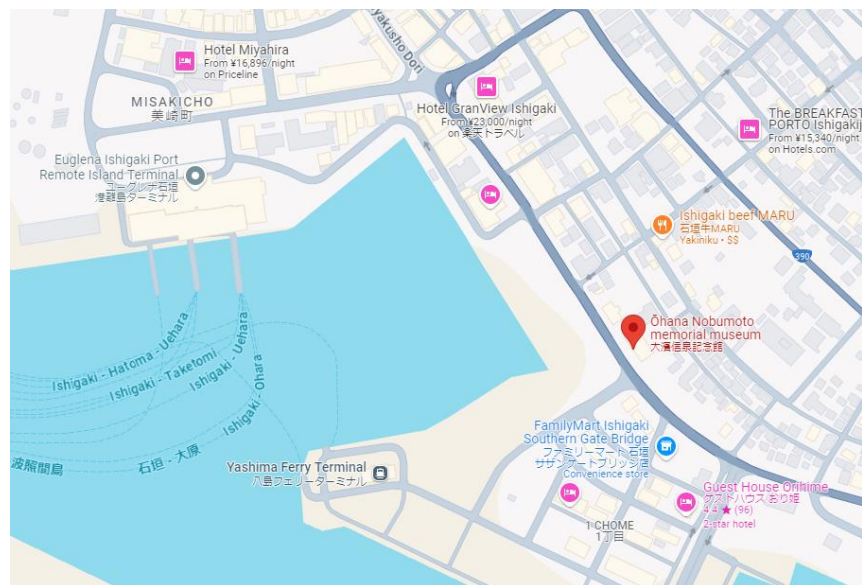 Hotel Miyahira
From ¥16,896/night
on Priceline
yakusho Dori
MISAKICHO
美崎町
Hotel GranView Ishigaki
From ¥23,000/night
on 楽天トラベル
The BREAKFAST
PORTO Ishigakij
From ¥15,340/night
on Hotels.com
Euglena Ishigaki Port
Remote Island Terminal
ユーグレナ石垣
港離島ターミナル
Ishigaki beef MARU
石垣牛MARU
Yakiniku • $$
390
Ōhana Nobumoto
memorial museum
大濱信泉記念館
Ishigaki - Hatoma - Uehara
Ishigaki - Taketomi
Ishigaki - Uehara
Ishigaki - Ohara
波照間島
石垣 - 大原
FamilyMart Ishigaki
Southern Gate Bridge
ファミリーマート 石垣
サザンゲートブリッジ店
Convenience store
Yashima Ferry Terminal
八島フェリーターミナル
Guest House Orihime
ゲストハウス おり姫
4.4 ★ (96)
2-star hotel
1 CHOME
1丁目